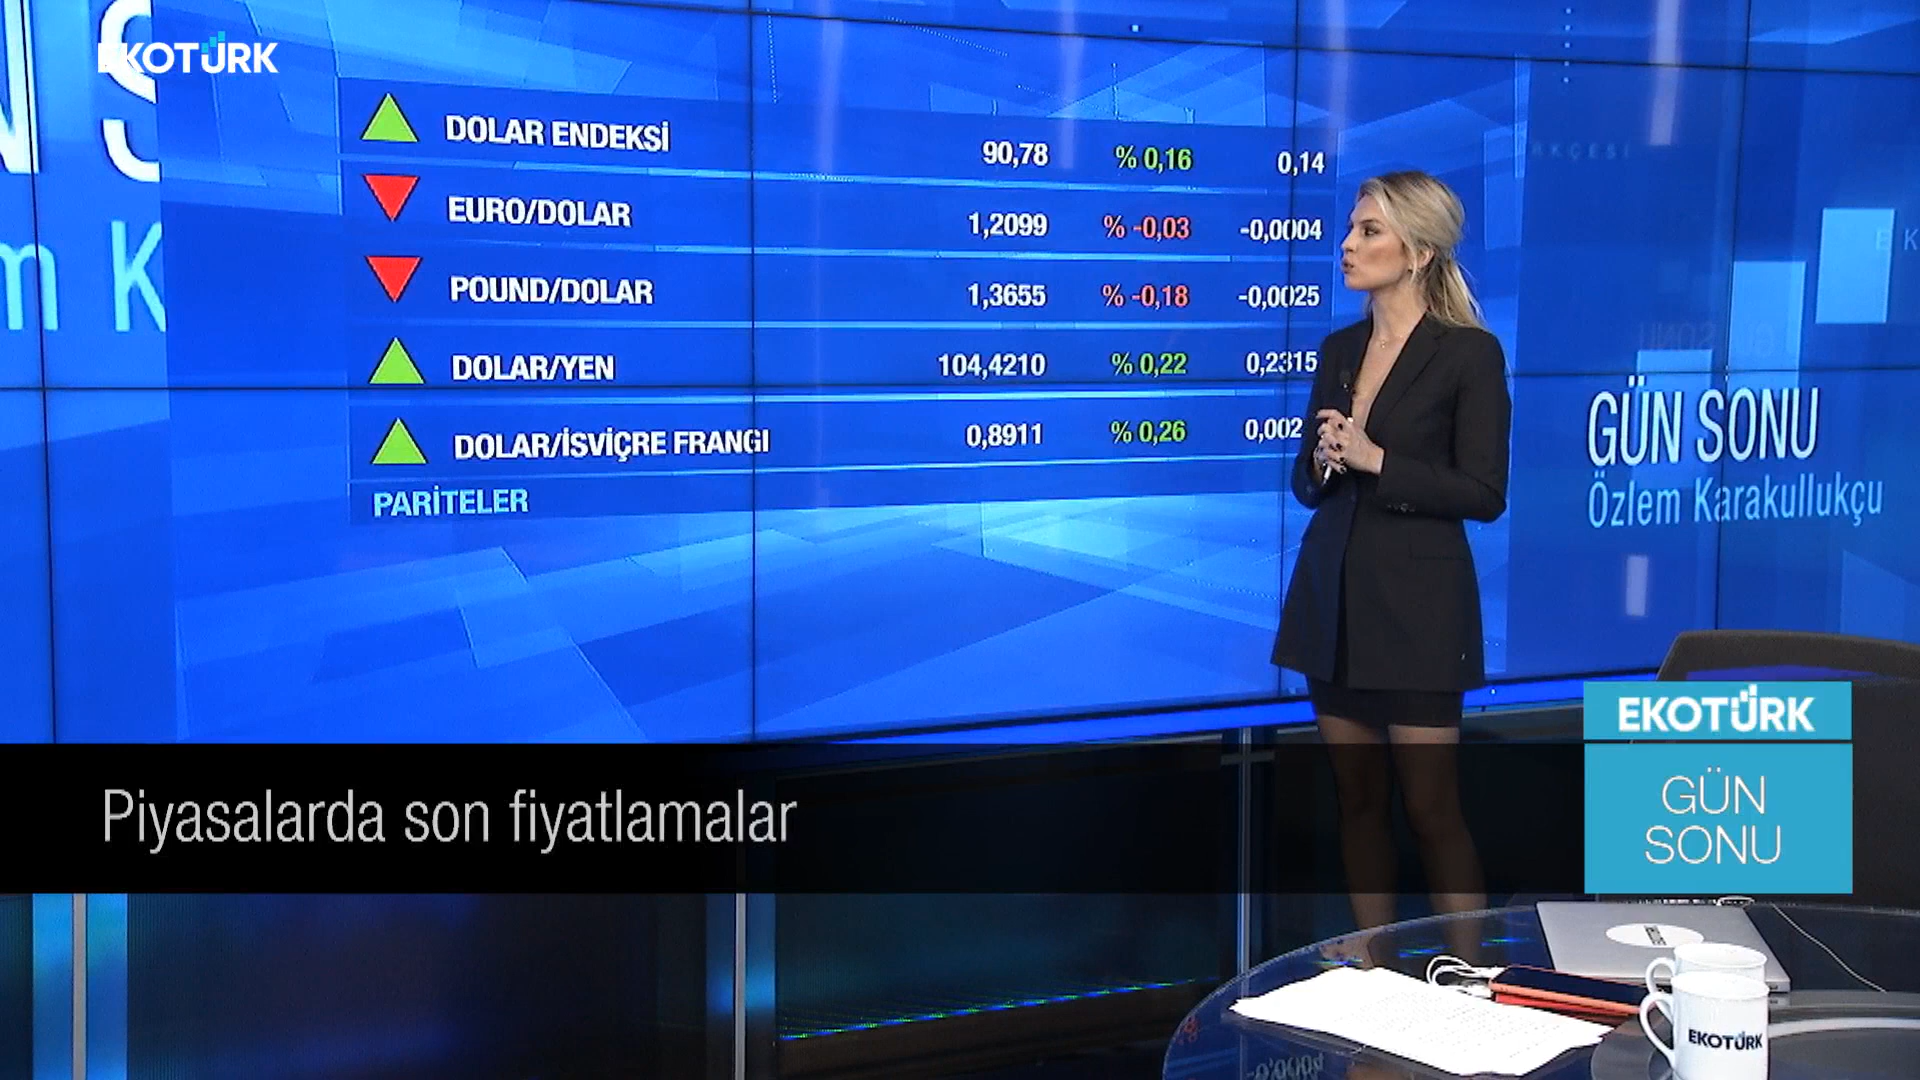 EKOTÜRK
DOLAR ENDEKSİ 90,78 % 0,16 0,14
EURO/DOLAR 1,2099 % -0,03 -0,0004
POUND/DOLAR 1,3655 % -0,18 -0,0025
DOLAR/YEN 104,4210 % 0,22 0,2315
DOLAR/İSVİÇRE FRANGI 0,8911 % 0,26 0,002
PARİTELER
GÜN SONU
Özlem Karakullukçu
EKOTÜRK
GÜN
SONU
Piyasalarda son fiyatlamalar
EKOTÜRK